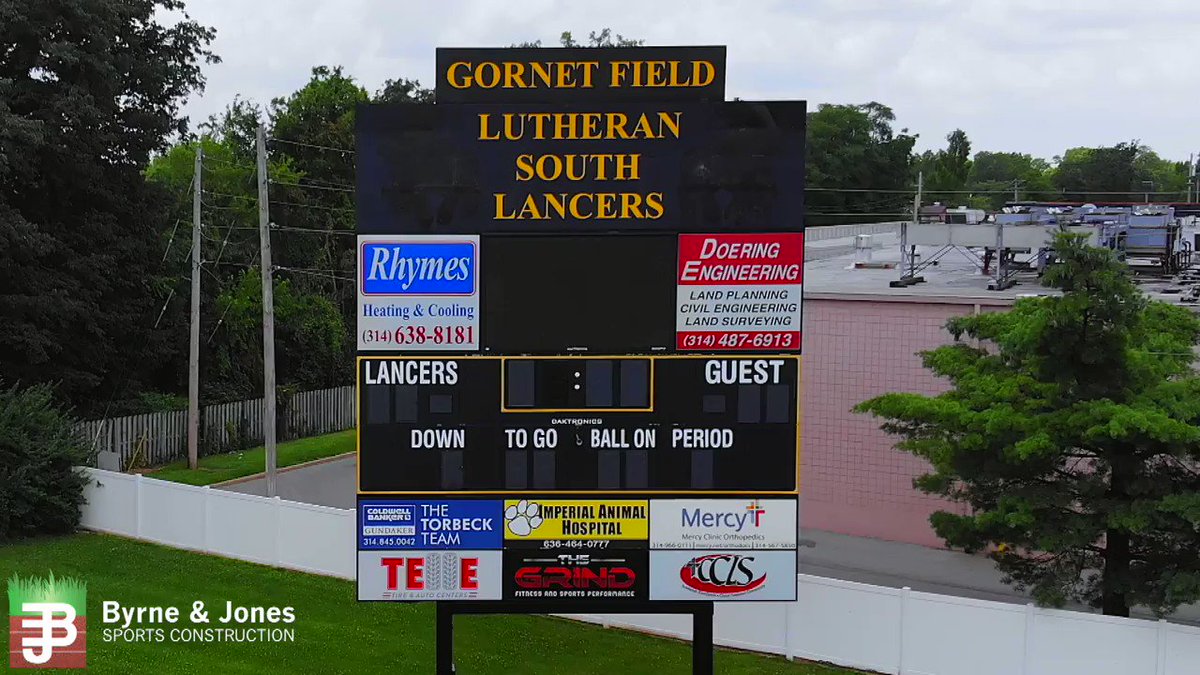 GORNET FIELD
LUTHERAN
SOUTH
LANCERS
Rhymes
Heating & Cooling
(314) 638-8181
DOERING
ENGINEERING
LAND PLANNING
CIVIL ENGINEERING
LAND SURVEYING
(314) 487-6913
LANCERS
GUEST
DAKTRONICS
DOWN TO GO BALL ON PERIOD
COLDWELL
BANKER
GUNDAKER
314.845.0042
THE
TORBECK
TEAM
IMPERIAL ANIMAL
HOSPITAL
636-464-0777
Mercy
Mercy Clinic Orthopedics
TIRE & AUTO CENTERS
THE
GRIND
FITNESS AND SPORTS PERFORMANCE
CCLS
JB
Byrne & Jones
SPORTS CONSTRUCTION